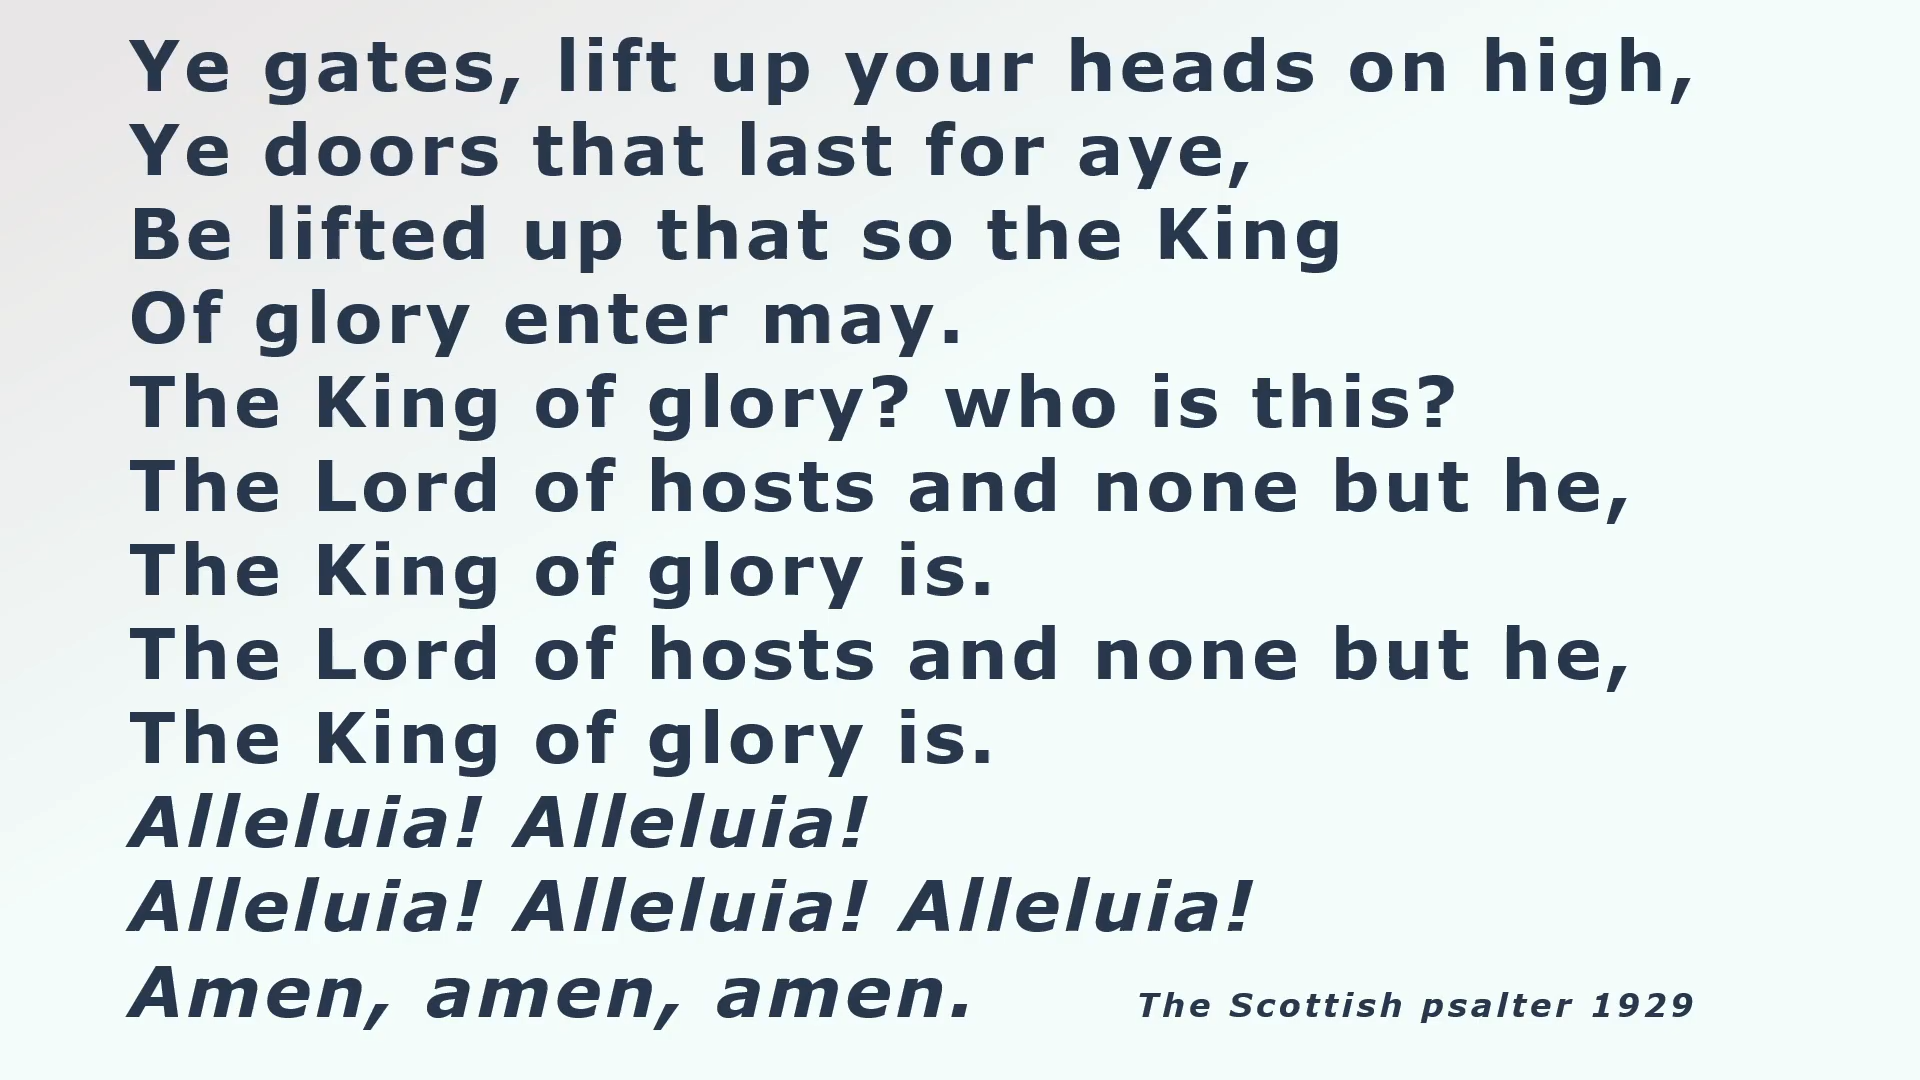 Ye gates, lift up your heads on high,
Ye doors that last for aye,
Be lifted up that so the King
Of glory enter may.
The King of glory? who is this?
The Lord of hosts and none but he,
The King of glory is.
The Lord of hosts and none but he,
The King of glory is.
Alleluia! Alleluia!
Alleluia! Alleluia! Alleluia!
Amen, amen, amen. The Scottish psalter 1929